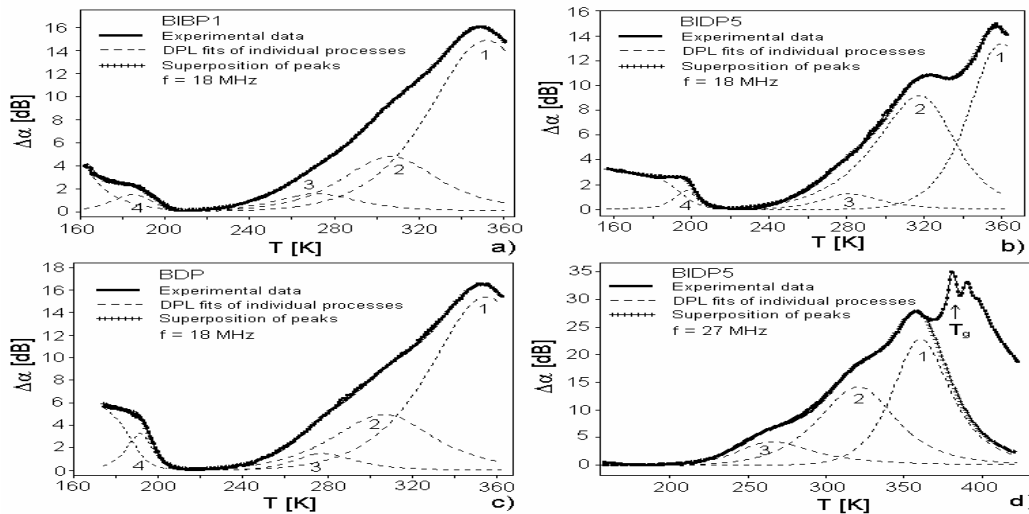 BIBP1
Experimental data
DPL fits of individual processes
Superposition of peaks
f = 18 MHz
Δα [dB]
16
14
12
10
8
6
4
2
0
1
2
3
4
160 200 240 280 320 360
T [K]
a)
BIDP5
Experimental data
DPL fits of individual processes
Superposition of peaks
f = 18 MHz
Δα [dB]
16
14
12
10
8
6
4
2
0
1
2
3
4
160 200 240 280 320 360
T [K]
b)
BDP
Experimental data
DPL fits of individual processes
Superposition of peaks
f = 18 MHz
Δα [dB]
18
16
14
12
10
8
6
4
2
0
1
2
3
4
160 200 240 280 320 360
T [K]
c)
BIDP5
Experimental data
DPL fits of individual processes
Superposition of peaks
f = 27 MHz
Δα [dB]
35
30
25
20
15
10
5
0
Tg
1
2
3
200 250 300 350 400
T [K]
d)